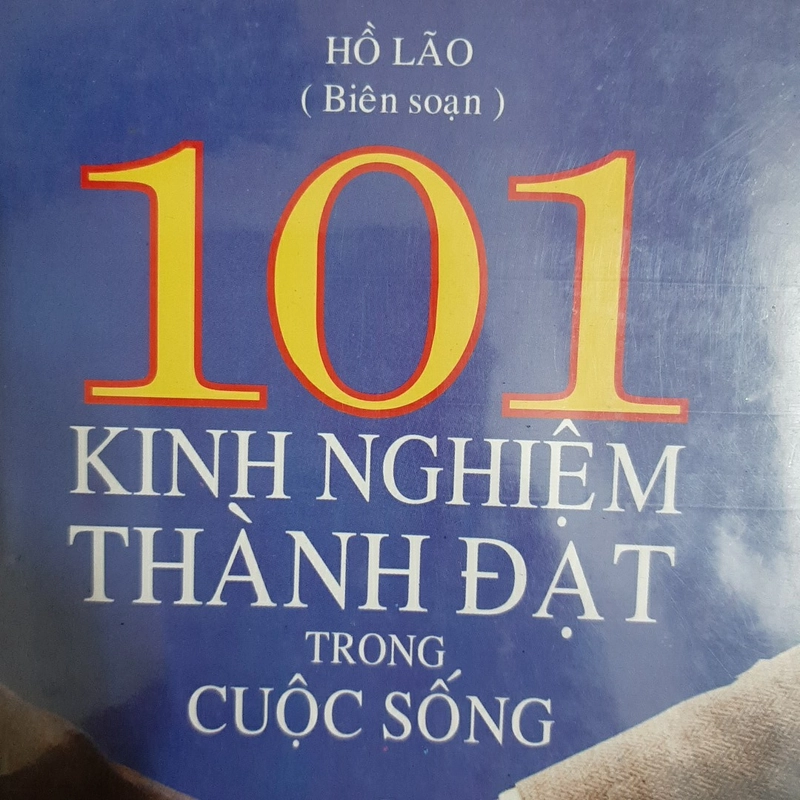 HỒ LÃO
( Biên soạn )
101
KINH NGHIỆM
THÀNH ĐẠT
TRONG
CUỘC SỐNG